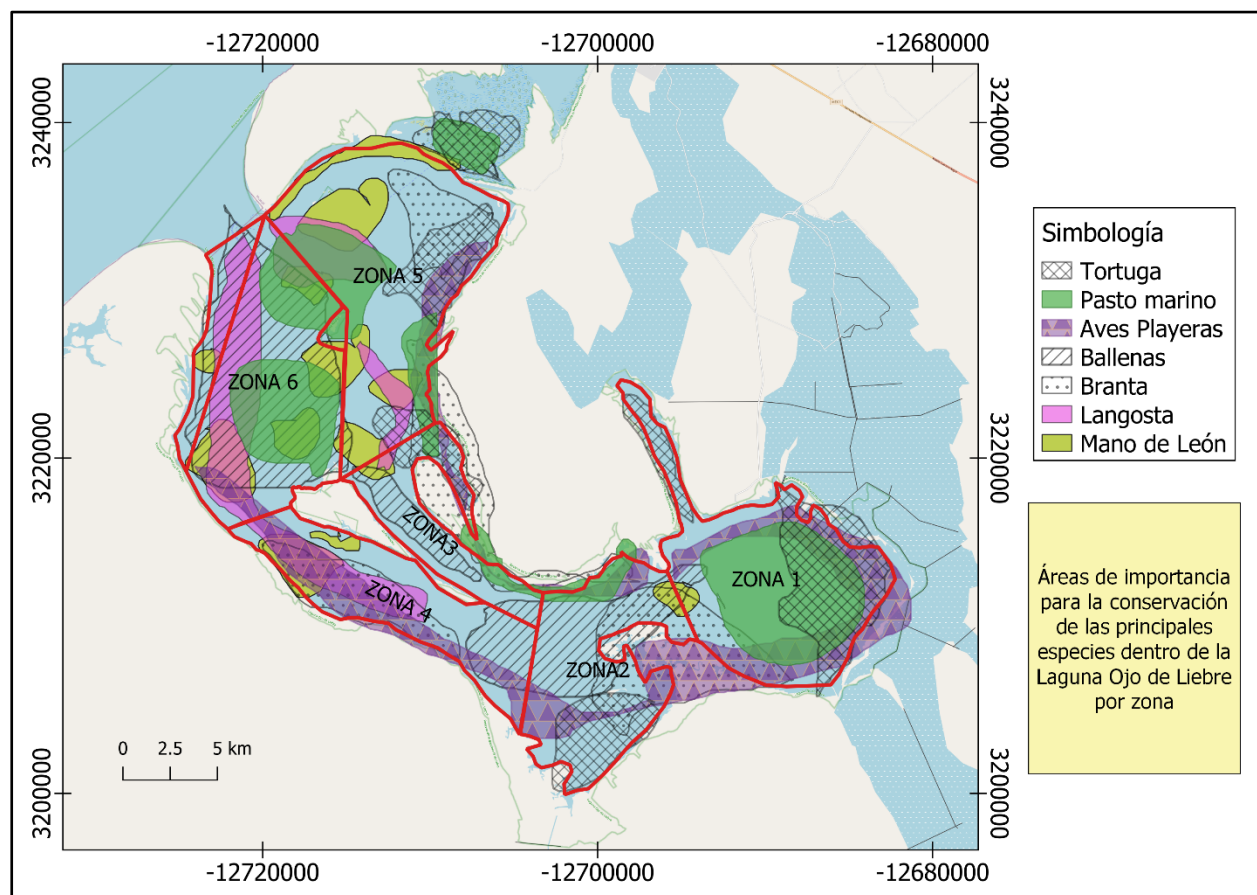 -12720000
-12700000
-12680000
3240000
3240000
ZONA 5
ZONA 6
3220000
3220000
ZONA3
ZONA 1
ZONA 4
ZONA2
0 2.5 5 km
3200000
3200000
-12720000
-12700000
-12680000
Simbología
Tortuga
Pasto marino
Aves Playeras
Ballenas
Branta
Langosta
Mano de León
Áreas de importancia
para la conservación
de las principales
especies dentro de la
Laguna Ojo de Liebre
por zona